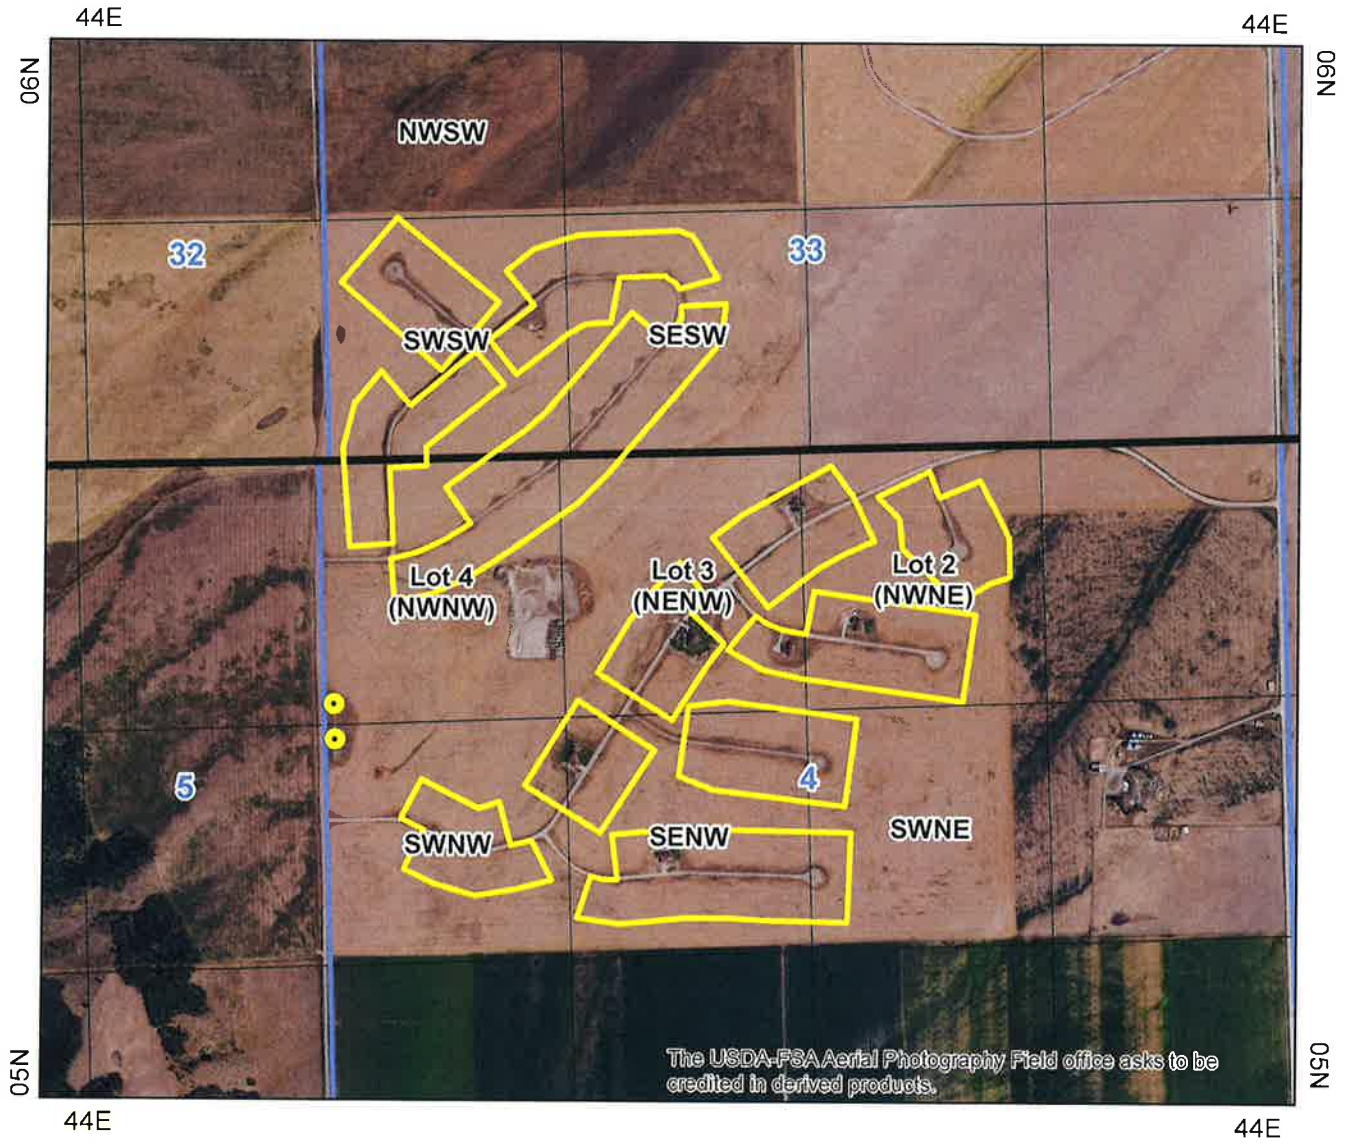 44E
44E
06N
06N
NWSW
32
33
SWSW
SESW
Lot 4
(NWNW)
Lot 3
(NENW)
Lot 2
(NWNE)
5
4
SWNW
SENW
SWNE
The USDA-FSA Aerial Photography Field office asks to be
credited in derived products.
05N
05N
44E
44E